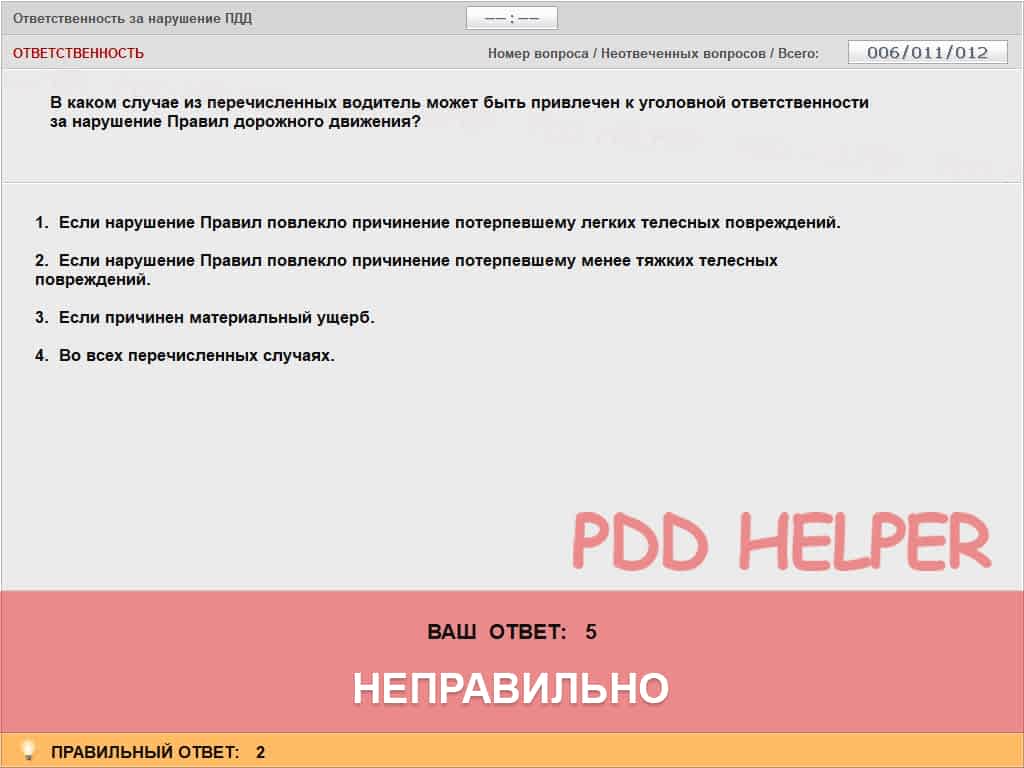 Ответственность за нарушение ПДД
––:––
ОТВЕТСТВЕННОСТЬ
Номер вопроса / Неотвеченных вопросов / Всего:
006/011/012
В каком случае из перечисленных водитель может быть привлечен к уголовной ответственности
за нарушение Правил дорожного движения?
1. Если нарушение Правил повлекло причинение потерпевшему легких телесных повреждений.
2. Если нарушение Правил повлекло причинение потерпевшему менее тяжких телесных
повреждений.
3. Если причинен материальный ущерб.
4. Во всех перечисленных случаях.
PDD HELPER
ВАШ ОТВЕТ: 5
НЕПРАВИЛЬНО
ПРАВИЛЬНЫЙ ОТВЕТ: 2